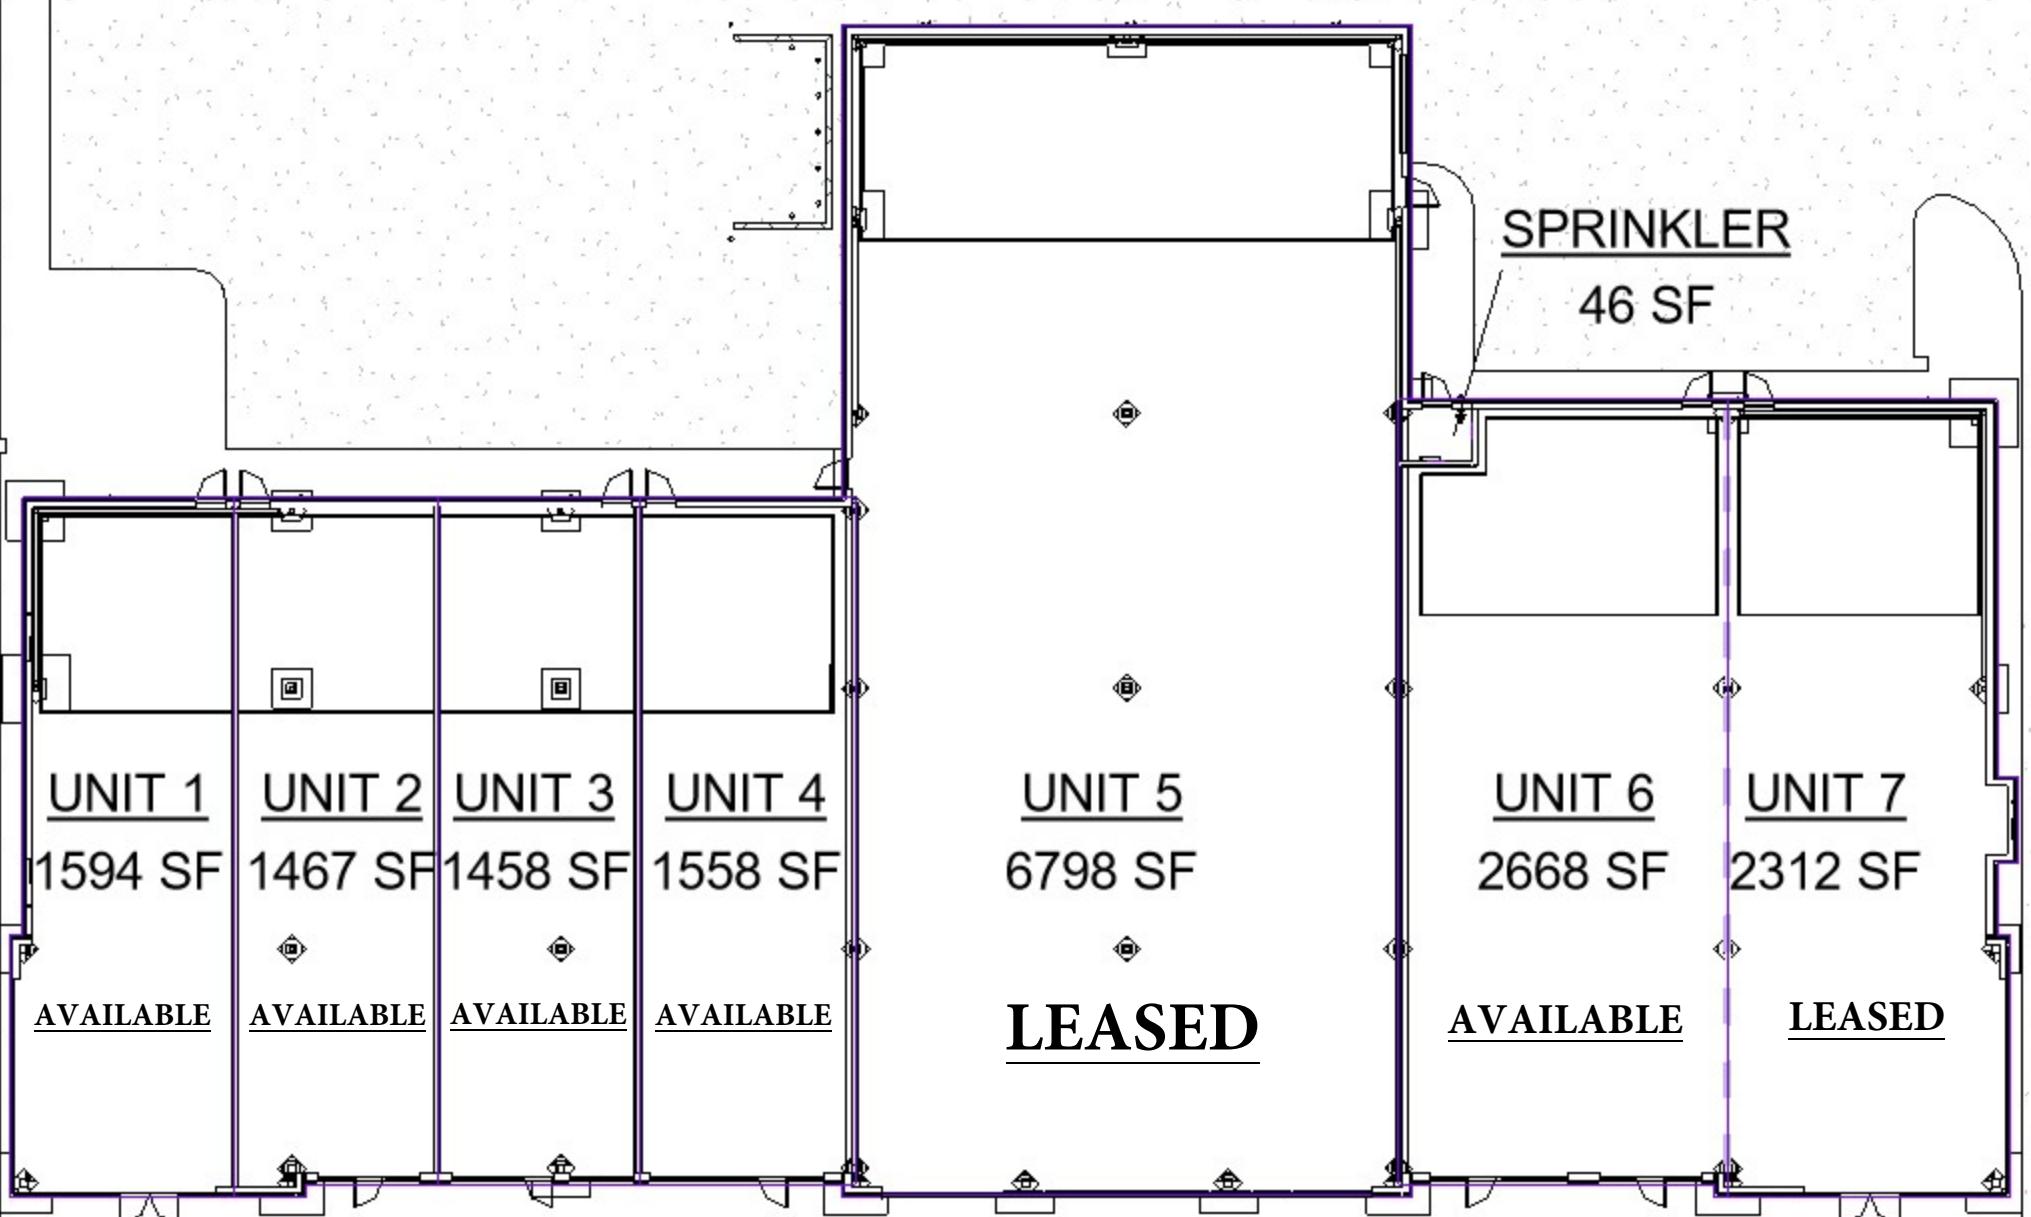 SPRINKLER
46 SF
UNIT 1
1594 SF
AVAILABLE
UNIT 2
1467 SF
AVAILABLE
UNIT 3
1458 SF
AVAILABLE
UNIT 4
1558 SF
AVAILABLE
UNIT 5
6798 SF
LEASED
UNIT 6
2668 SF
AVAILABLE
UNIT 7
2312 SF
LEASED